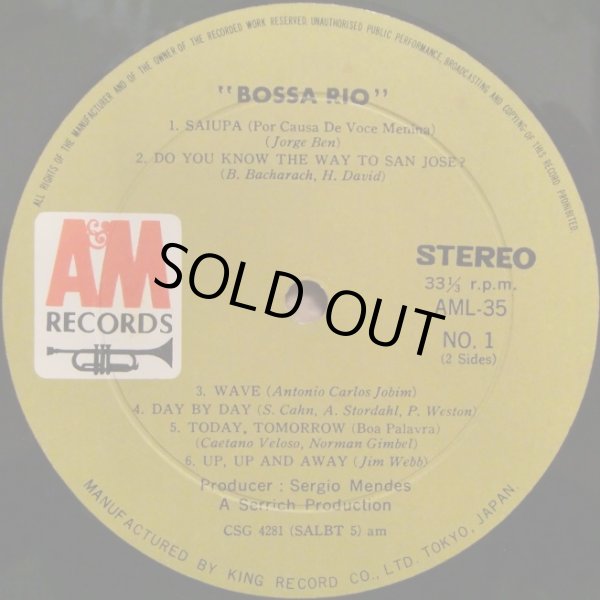 ALL RIGHTS OF THE MANUFACTURER AND OF THE OWNER OF THE RECORDED WORK RESERVED. UNAUTHORISED PUBLIC PERFORMANCE, BROADCASTING AND COPYING OF THIS RECORD PROHIBITED.
"BOSSA RIO"
1. SAIUPA (Por Causa De Voce Menina)
(Jorge Ben)
2. DO YOU KNOW THE WAY TO SAN JOSE?
(B. Bacharach, H. David)
A&M
RECORDS
STEREO
33⅓ r.p.m.
AML-35
NO. 1
(2 Sides)
SOLD OUT
3. WAVE (Antonio Carlos Jobim)
4. DAY BY DAY (S. Cahn, A. Stordahl, P. Weston)
5. TODAY, TOMORROW (Boa Palavra)
(Caetano Veloso, Norman Gimbel)
6. UP, UP AND AWAY (Jim Webb)
Producer : Sergio Mendes
A Serrich Production
CSG 4281 (SALBT 5) am
MANUFACTURED BY KING RECORD CO., LTD. TOKYO, JAPAN.